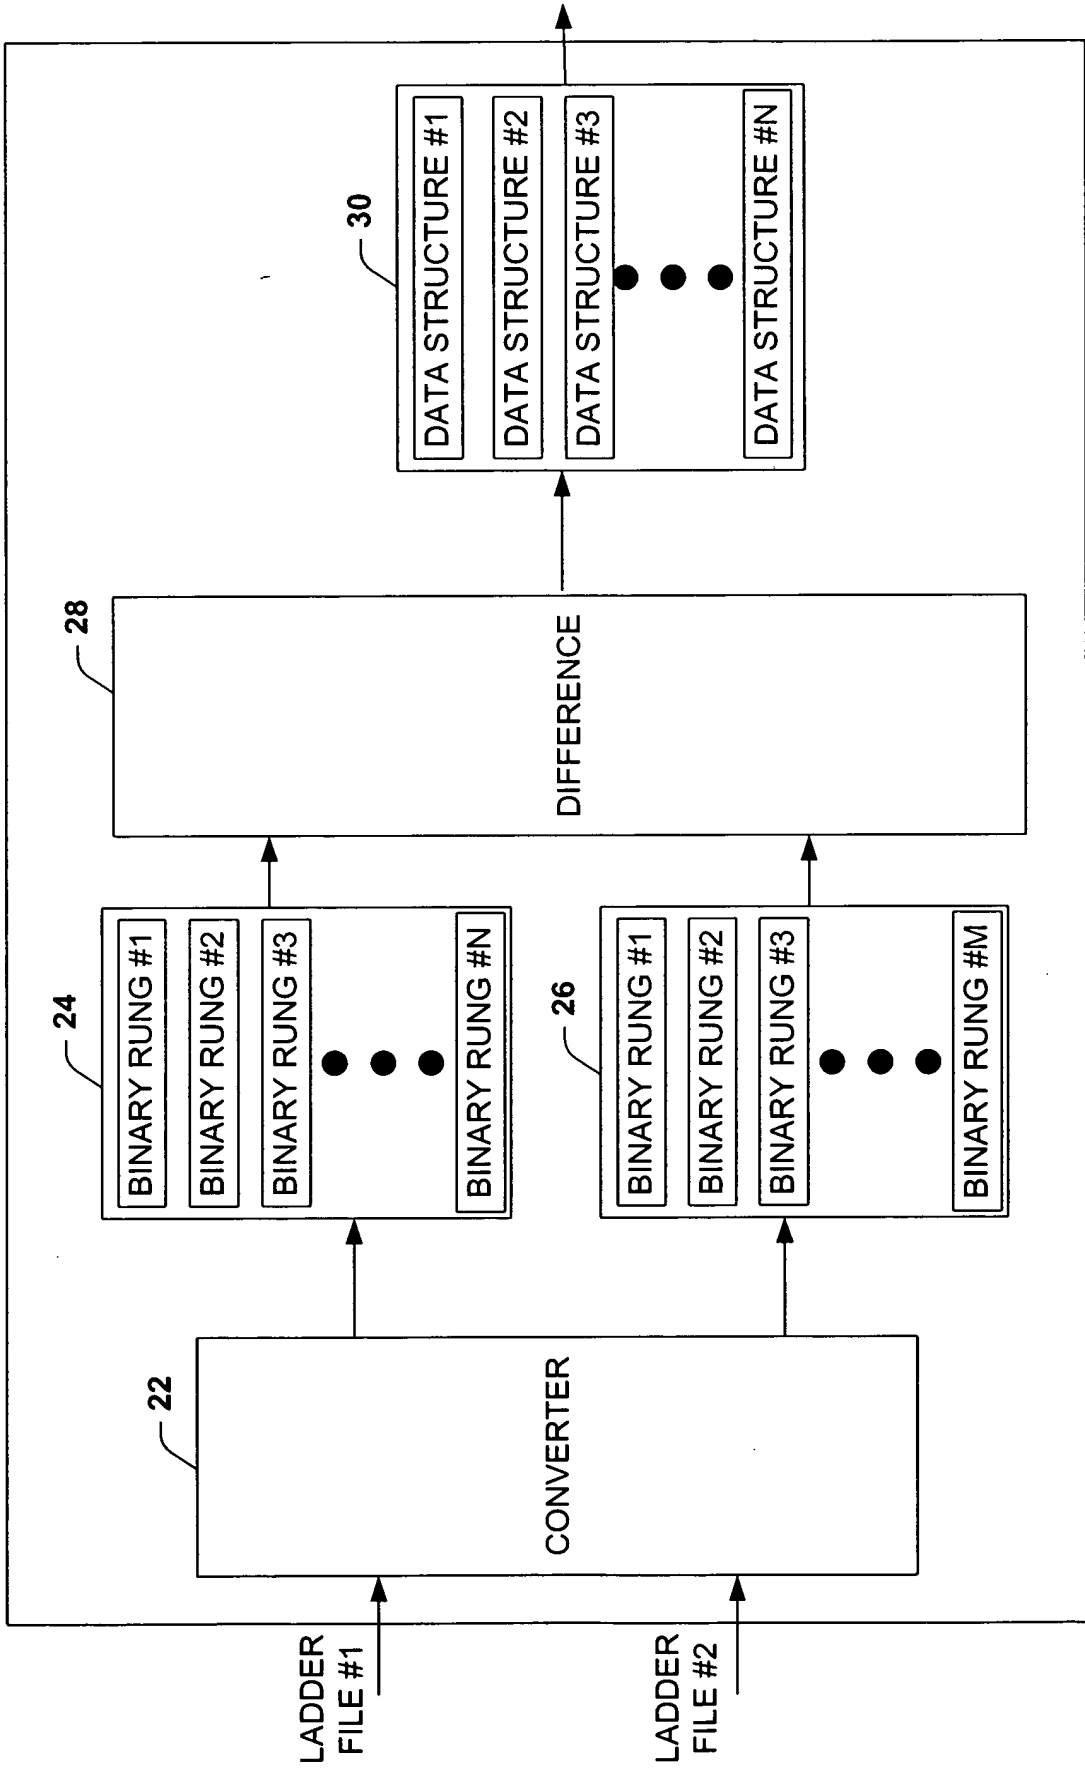 LADDER
FILE #1
LADDER
FILE #2
22
CONVERTER
24
BINARY RUNG #1
BINARY RUNG #2
BINARY RUNG #3
BINARY RUNG #N
26
BINARY RUNG #1
BINARY RUNG #2
BINARY RUNG #3
BINARY RUNG #M
28
DIFFERENCE
30
DATA STRUCTURE #1
DATA STRUCTURE #2
DATA STRUCTURE #3
DATA STRUCTURE #N